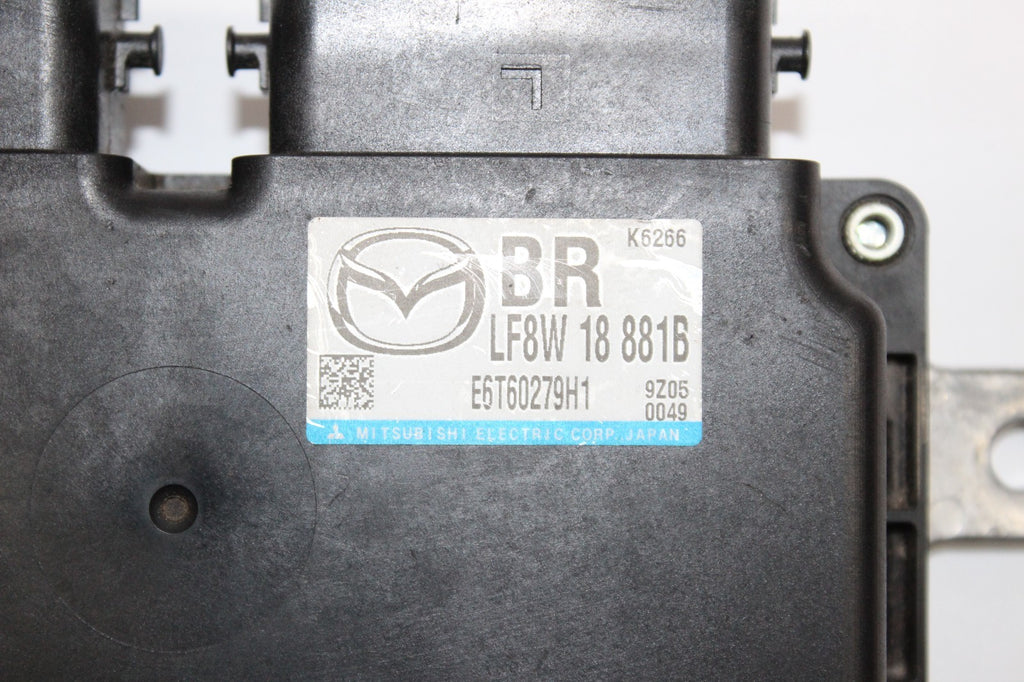 BR
K6266
LF8W 18 881B
E6T60279H1
9Z05
0049
MITSUBISHI ELECTRIC CORP. JAPAN